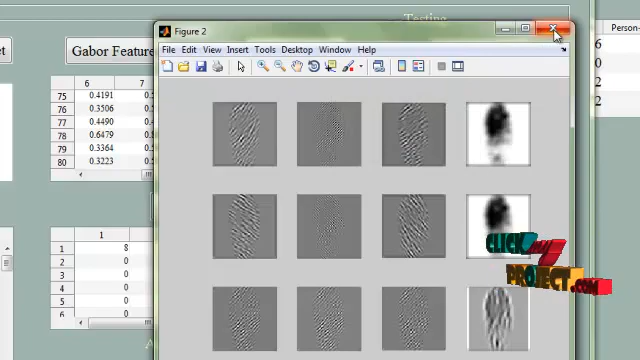 Testing
Figure 2
Person-
File Edit View Insert Tools Desktop Window Help
Gabor Feature
6 7
75 0.4191
76 0.3506
77 0.4490
78 0.6479
79 0.3364
80 0.3223
6
0
2
2
1
1 8
2 0
3 0
4 0
5 0
6 0
CLICK my
PROJECT.COM